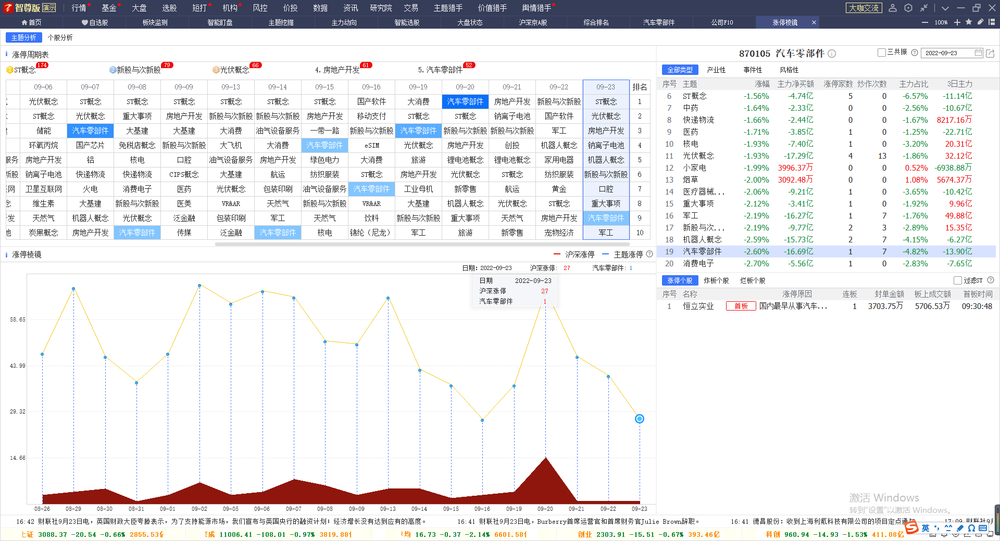 智尊版 演示 行情 基金 大盘 选股 短打 机构 风控 价投 数据 资讯 研究院 交易 主题猎手 价值猎手 舆情猎手 大咖交流
首页 自选股 板块监测 智能盯盘 主题挖掘 主力动向 智能选股 大盘状态 沪深京A股 综合排名 汽车零部件 公司F10 涨停棱镜 × 100%
主题分析 个股分析
涨停周期表
1 ST概念 174 2 新股与次新股 79 3 光伏概念 66 4. 房地产开发 61 5. 汽车零部件 52
09-06 09-07 09-08 09-09 09-13 09-14 09-15 09-16 09-19 09-20 09-21 09-22 09-23 排名
光伏概念 ST概念 ST概念 ST概念 ST概念 ST概念 ST概念 国产软件 大消费 汽车零部件 房地产开发 新股与次新股 ST概念 1
ST概念 光伏概念 重大事项 房地产开发 新股与次新股 新股与次新股 房地产开发 移动支付 ST概念 ST概念 钠离子电池 国产软件 光伏概念 2
储能 汽车零部件 大基建 大基建 大消费 油气设备服务 一带一路 新股与次新股 汽车零部件 新股与次新股 新股与次新股 军工 房地产开发 3
环氧丙烷 国产芯片 免税店概念 新股与次新股 大飞机 大消费 汽车零部件 eSIM 光伏概念 房地产开发 创投 机器人概念 钠离子电池 4
服务 房地产开发 铝 核电 口腔 油气设备服务 房地产开发 绿色电力 大消费 旅游 锂电池概念 锂电池概念 家用电器 机器人概念 5
新股 钠离子电池 快递物流 快递物流 CIPS概念 大基建 航运 纺织服装 ST概念 房地产开发 光伏概念 ST概念 纺织服装 新股与次新股 6
网 卫星互联网 火电 消费电子 医药 光伏概念 包装印刷 油气设备服务 汽车零部件 工业母机 新零售 航运 黄金 口腔 7
念 维生素 大基建 新股与次新股 医美 VR&AR 天然气 新股与次新股 VR&AR 大基建 机器人概念 光伏概念 ST概念 重大事项 8
发 天然气 机器人概念 光伏概念 泛金融 包装印刷 军工 天然气 饮料 新股与次新股 重大事项 天然气 房地产开发 汽车零部件 9
池 炭黑概念 房地产开发 汽车零部件 传媒 泛金融 汽车零部件 核电 锦纶（尼龙） 军工 旅游 新零售 宠物经济 军工 10
涨停棱镜 沪深涨停 主题涨停
日期: 2022-09-23 沪深涨停: 27 汽车零部件: 1
日期 2022-09-23
沪深涨停 27
汽车零部件 1
58.65
43.99
29.32
14.66
08-26 08-29 08-30 08-31 09-01 09-02 09-05 09-06 09-07 09-08 09-09 09-13 09-14 09-15 09-16 09-19 09-20 09-21 09-22 09-23
870105 汽车零部件 三共振 2022-09-23
全部类型 产业性 事件性 风格性
序号 主题 涨幅 主力净买额 涨停家数 炒作次数 主力占比 3日主力
6 ST概念 -1.56% -4.74亿 5 0 -6.57% -11.14亿
7 中药 -1.64% -2.33亿 0 0 -2.56% -10.67亿
8 快递物流 -1.66% -2.44亿 0 0 -1.67% 8217.16万
9 医药 -1.71% -3.85亿 1 0 -1.25% -22.71亿
10 核电 -1.93% -7.40亿 1 0 -3.20% 20.31亿
11 光伏概念 -1.93% -17.29亿 4 13 -1.86% 32.12亿
12 小家电 -1.99% 3996.37万 0 0 0.52% -6938.88万
13 烟草 -2.00% 3092.48万 0 0 1.08% 5674.37万
14 医疗器械... -2.06% -9.21亿 1 0 -3.65% -10.42亿
15 重大事项 -2.12% -3.41亿 1 0 -1.92% 9.96亿
16 军工 -2.19% -16.27亿 1 7 -1.76% 49.88亿
17 新股与次... -2.19% -9.77亿 2 3 -2.89% 15.35亿
18 机器人概念 -2.59% -15.73亿 2 7 -4.15% -6.27亿
19 汽车零部件 -2.60% -16.69亿 1 7 -4.82% -13.90亿
20 消费电子 -2.70% -5.56亿 1 0 -2.83% -7.65亿
涨停个股 炸板个股 烂板个股 过滤ST
序号 名称 涨停原因 连板 封单金额 板上成交额 首板时间
1 恒立实业 首板 国内最早从事汽车... 1 3703.75万 5706.53万 09:30:48
激活 Windows
转到"设置"以激活 Windows。
16:42 财联社9月23日电，英国财政大臣夸滕表示，为了支持能源市场，我们宣布与英国央行的融资计划；经济增长没有达到应有的高度。 16:41 财联社9月23日电，Burberry首席运营官和首席财务官Julie Brown辞职。 16:41 德昌股份：收到上海利氪科技有限公司的项目定点通知 17:09 财联社9月
上证 3088.37 -20.54 -0.66% 2855.53亿 成 11006.41 -108.01 -0.97% 3819.88亿 均 16.73 -0.37 -2.14% 6601.58亿 创业 2303.91 -15.51 -0.67% 393.46亿 科创 960.94 -14.93 -1.53% 411.08亿 英